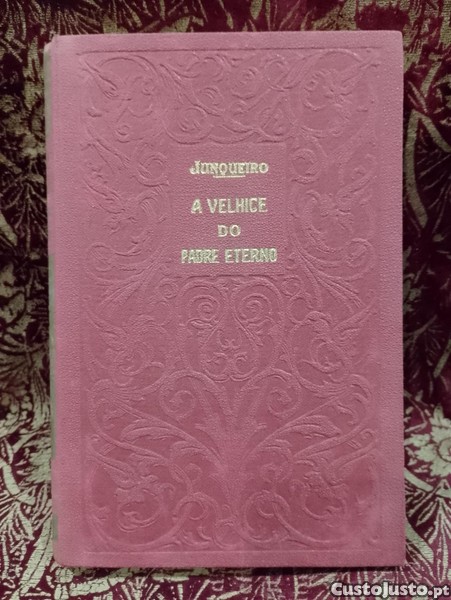 JUNQUEIRO
A VELHICE
DO
PADRE ETERNO
CustoJusto.pt